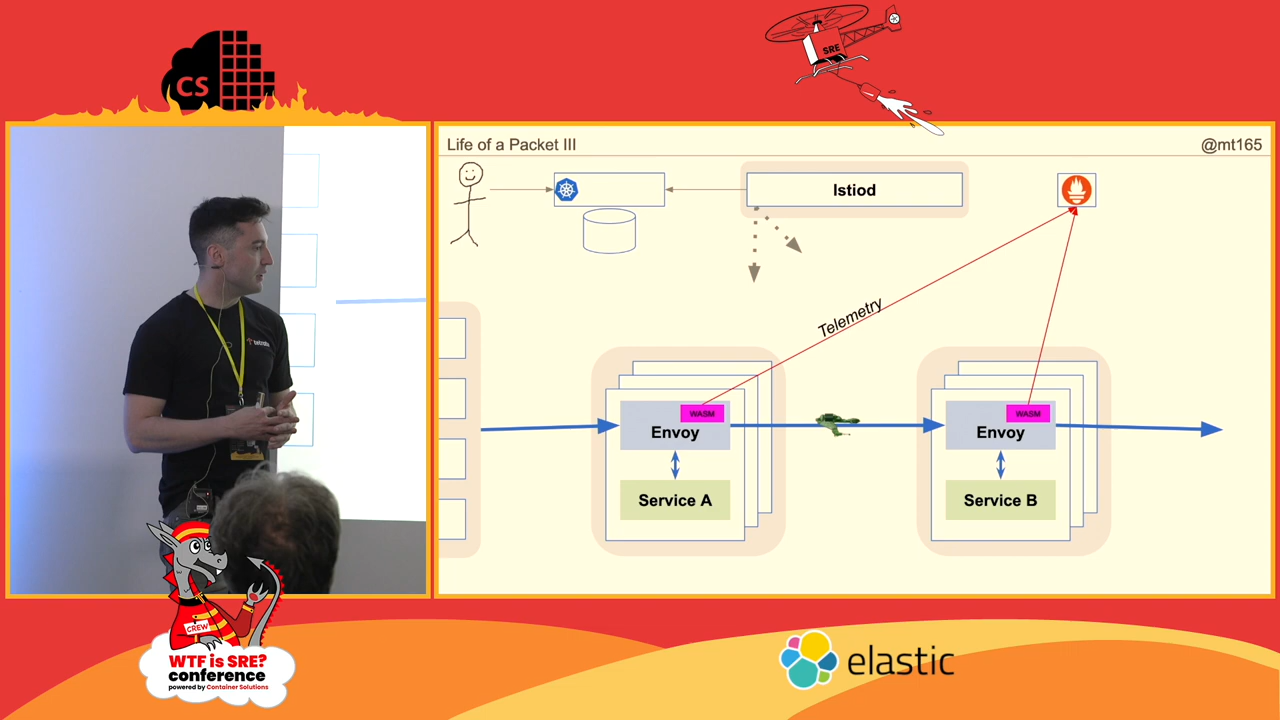 CS
SRE
Life of a Packet III
@mt165
Istiod
Telemetry
WASM
Envoy
Service A
WASM
Envoy
Service B
tetrate
CREW
WTF is SRE?
conference
powered by Container Solutions
elastic